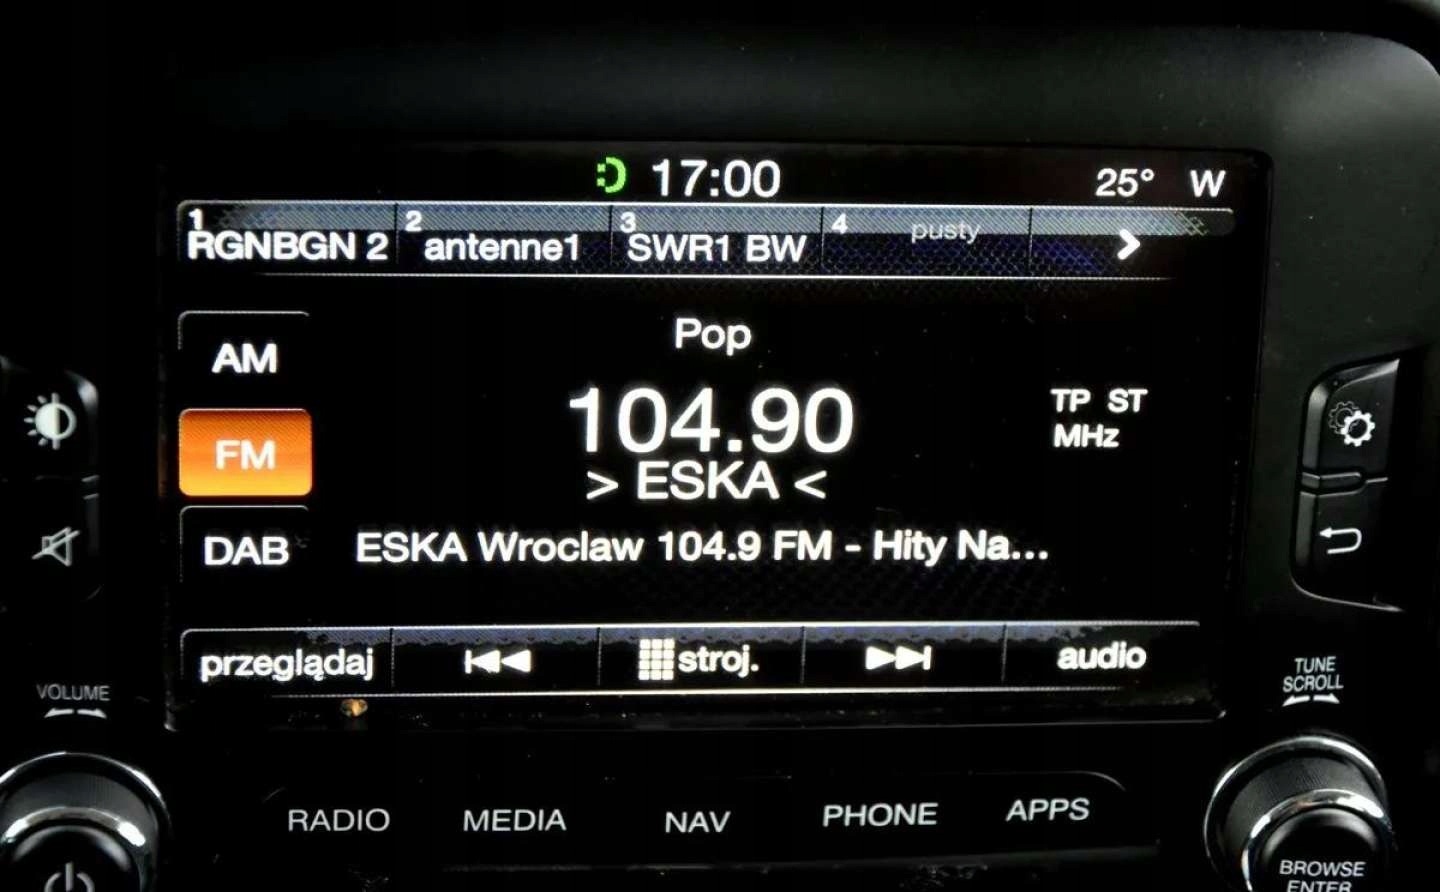 17:00 25° W
1 RGNBGN 2 2 antenne1 3 SWR1 BW 4 pusty
Pop
AM
104.90 TP ST
MHz
FM
> ESKA <
DAB ESKA Wroclaw 104.9 FM - Hity Na...
przeglądaj stroj. audio
VOLUME
TUNE
SCROLL
RADIO MEDIA NAV PHONE APPS
BROWSE
ENTER